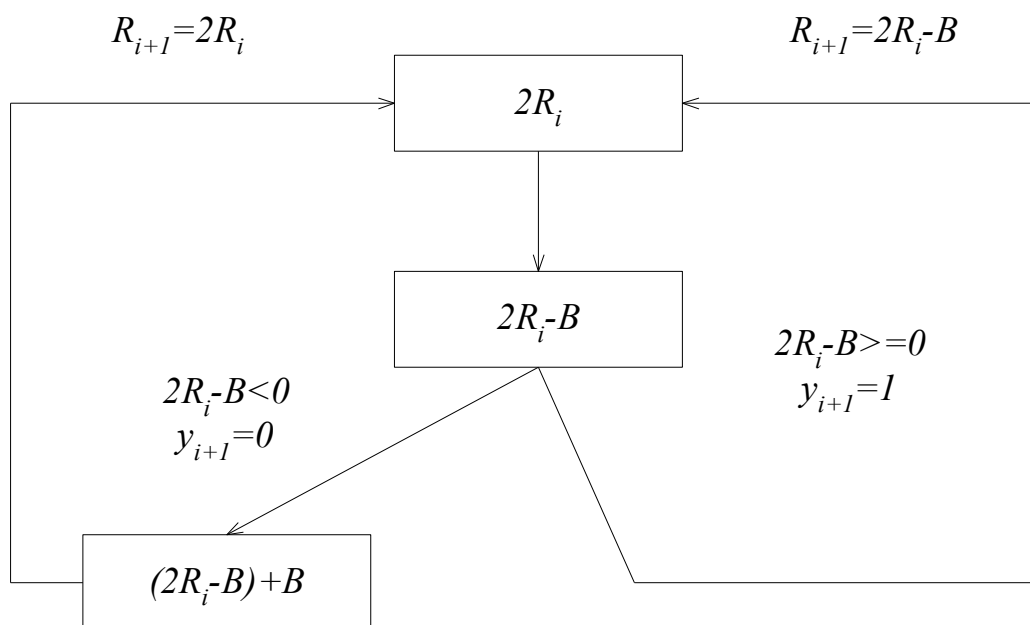 R_{i+1}=2R_i
R_{i+1}=2R_i-B
2R_i
2R_i-B
2R_i-B>=0
y_{i+1}=1
2R_i-B<0
y_{i+1}=0
(2R_i-B)+B